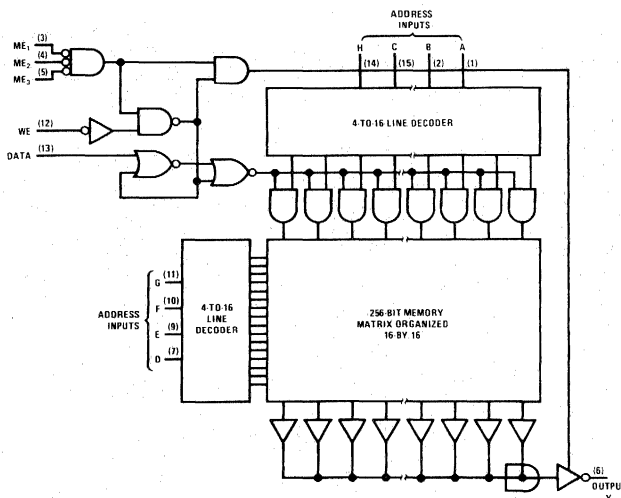 ADDRESS
INPUTS
H C B A
(14) (15) (2) (1)
ME1 (3)
ME2 (4)
ME3 (5)
WE (12)
DATA (13)
4-TO-16 LINE DECODER
ADDRESS
INPUTS
G (11)
F (10)
E (9)
D (7)
4-TO-16
LINE
DECODER
256-BIT MEMORY
MATRIX ORGANIZED
16-BY-16
(6)
OUTPU